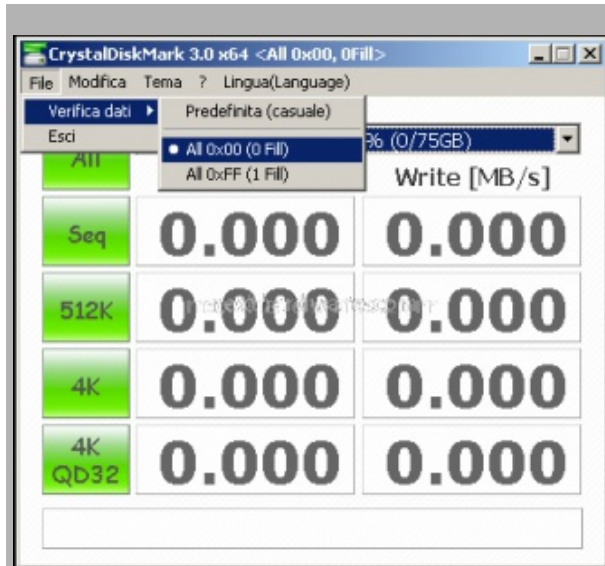 CrystalDiskMark 3.0 x64 <All 0x00, 0Fill>
File Modifica Tema ? Lingua(Language)
Verifica dati Predefinita (casuale)
Esci
All 0x00 (0 Fill)
All 0xFF (1 Fill)
% (0/75GB)
All
Write [MB/s]
Seq 0.000 0.000
512K 0.000 0.000
4K 0.000 0.000
4K
QD32 0.000 0.000